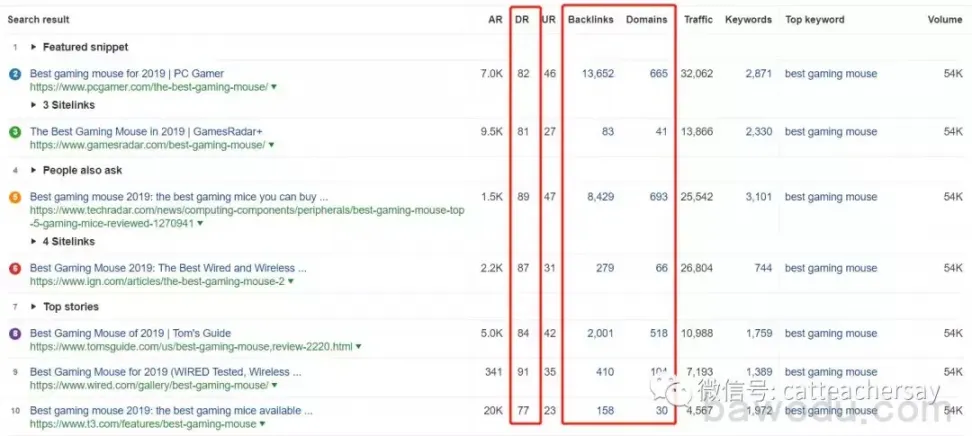 Search result AR DR UR Backlinks Domains Traffic Keywords Top keyword Volume
1 ▸ Featured snippet
2 Best gaming mouse for 2019 | PC Gamer 7.0K 82 46 13,652 665 32,062 2,871 best gaming mouse 54K
https://www.pcgamer.com/the-best-gaming-mouse/ ▼
▸ 3 Sitelinks
3 The Best Gaming Mouse in 2019 | GamesRadar+ 9.5K 81 27 83 41 13,866 2,330 best gaming mouse 54K
https://www.gamesradar.com/best-gaming-mouse/ ▼
4 ▸ People also ask
5 Best gaming mouse 2019: the best gaming mice you can buy ... 1.5K 89 47 8,429 693 25,542 3,101 best gaming mouse 54K
https://www.techradar.com/news/computing-components/peripherals/best-gaming-mouse-top
-5-gaming-mice-reviewed-1270941 ▼
▸ 4 Sitelinks
6 Best Gaming Mouse 2019: The Best Wired and Wireless ... 2.2K 87 31 279 66 26,804 744 best gaming mouse 54K
https://www.ign.com/articles/the-best-gaming-mouse-2 ▼
7 ▸ Top stories
8 Best Gaming Mouse of 2019 | Tom's Guide 5.0K 84 42 2,001 518 10,988 1,759 best gaming mouse 54K
https://www.tomsguide.com/us/best-gaming-mouse,review-2220.html ▼
9 Best Gaming Mouse for 2019 (WIRED Tested, Wireless ... 341 91 35 410 104 7,193 1,389 best gaming mouse 54K
https://www.wired.com/gallery/best-gaming-mouse/ ▼
微信号: catteachersay
10 Best gaming mouse 2019: the best gaming mice available ... 20K 77 23 158 30 4,567 1,972 best gaming mouse 54K
https://www.t3.com/features/best-gaming-mouse ▼
bawedu.com